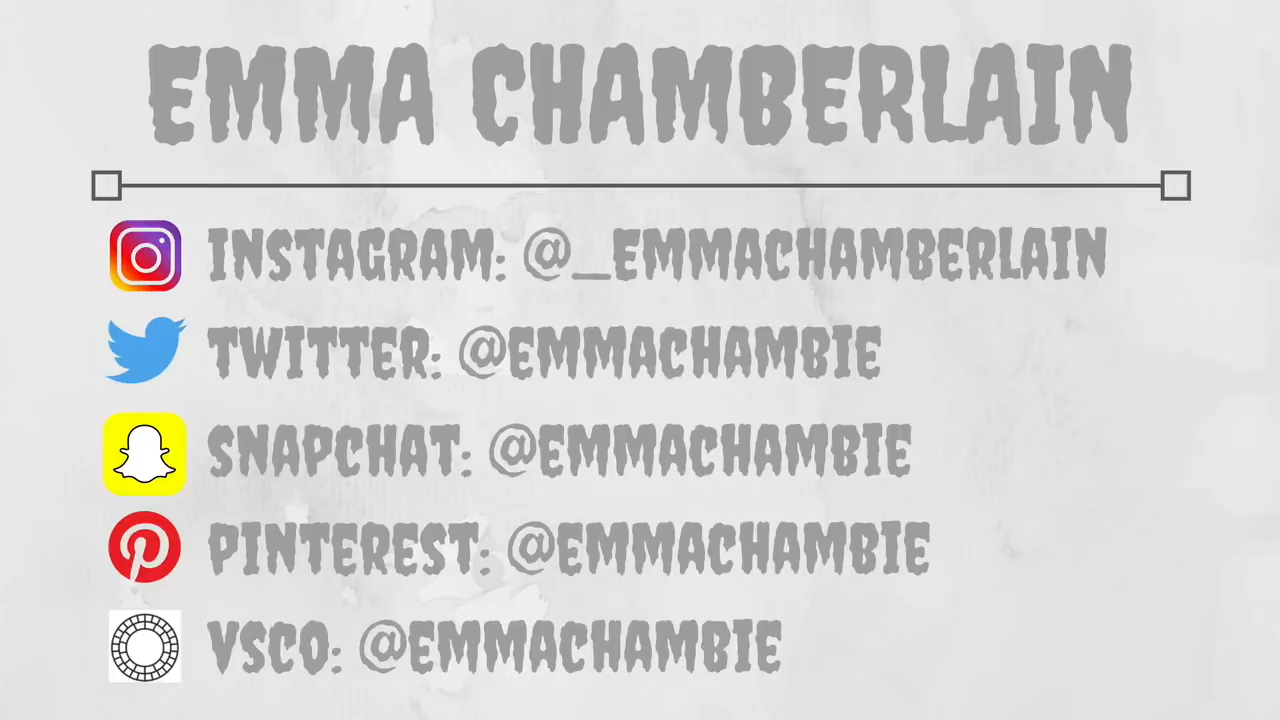 EMMA CHAMBERLAIN
INSTAGRAM: @_EMMACHAMBERLAIN
TWITTER: @EMMACHAMBIE
SNAPCHAT: @EMMACHAMBIE
PINTEREST: @EMMACHAMBIE
VSCO: @EMMACHAMBIE